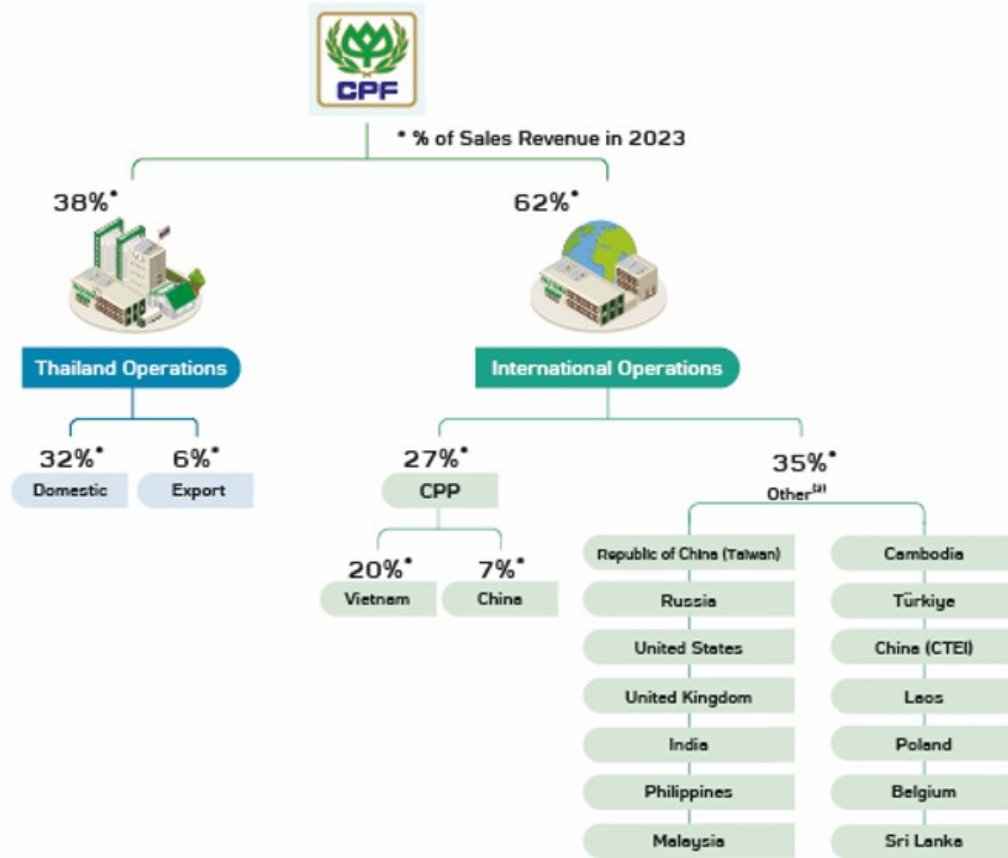 CPF
* % of Sales Revenue in 2023
38%*
62%*
Thailand Operations
International Operations
32%*
Domestic
6%*
Export
27%*
CPP
35%*
Other
20%*
Vietnam
7%*
China
Republic of China (Taiwan)
Cambodia
Russia
Türkiye
United States
China (CTEI)
United Kingdom
Laos
India
Poland
Philippines
Belgium
Malaysia
Sri Lanka